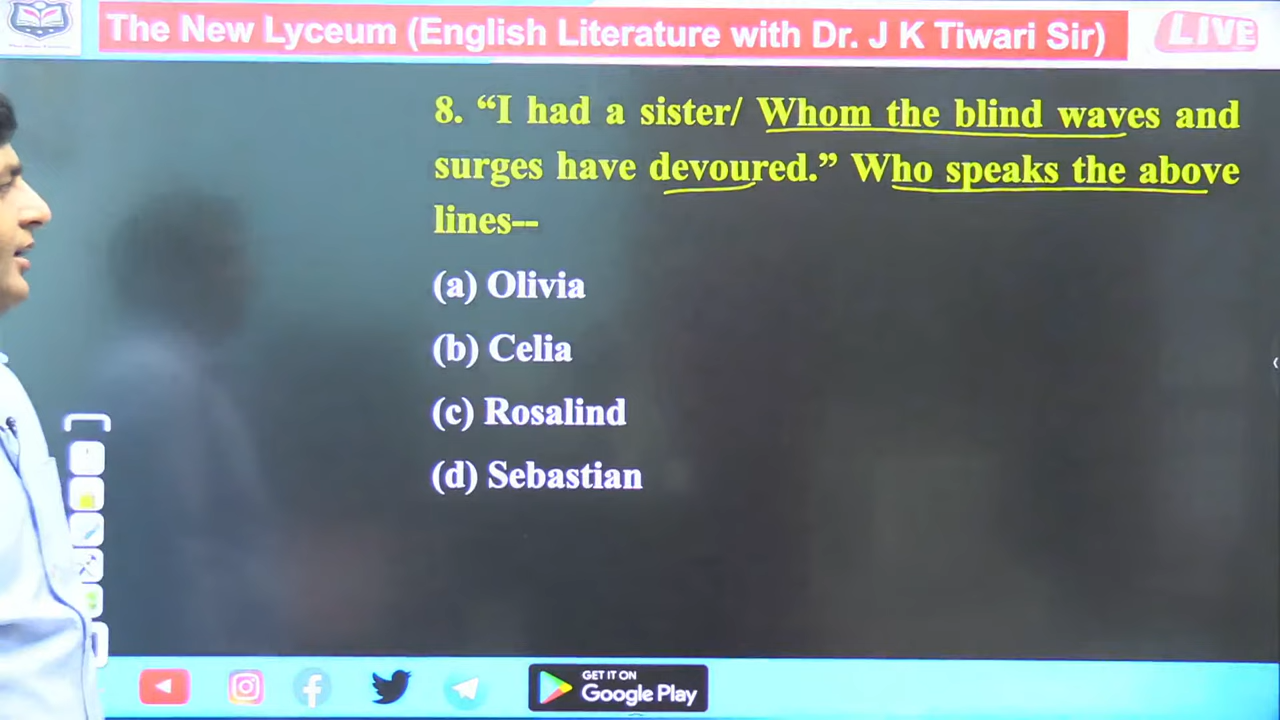 The New Lyceum (English Literature with Dr. J K Tiwari Sir)
LIVE
8. “I had a sister/ Whom the blind waves and
surges have devoured.” Who speaks the above
lines--
(a) Olivia
(b) Celia
(c) Rosalind
(d) Sebastian
GET IT ON
Google Play